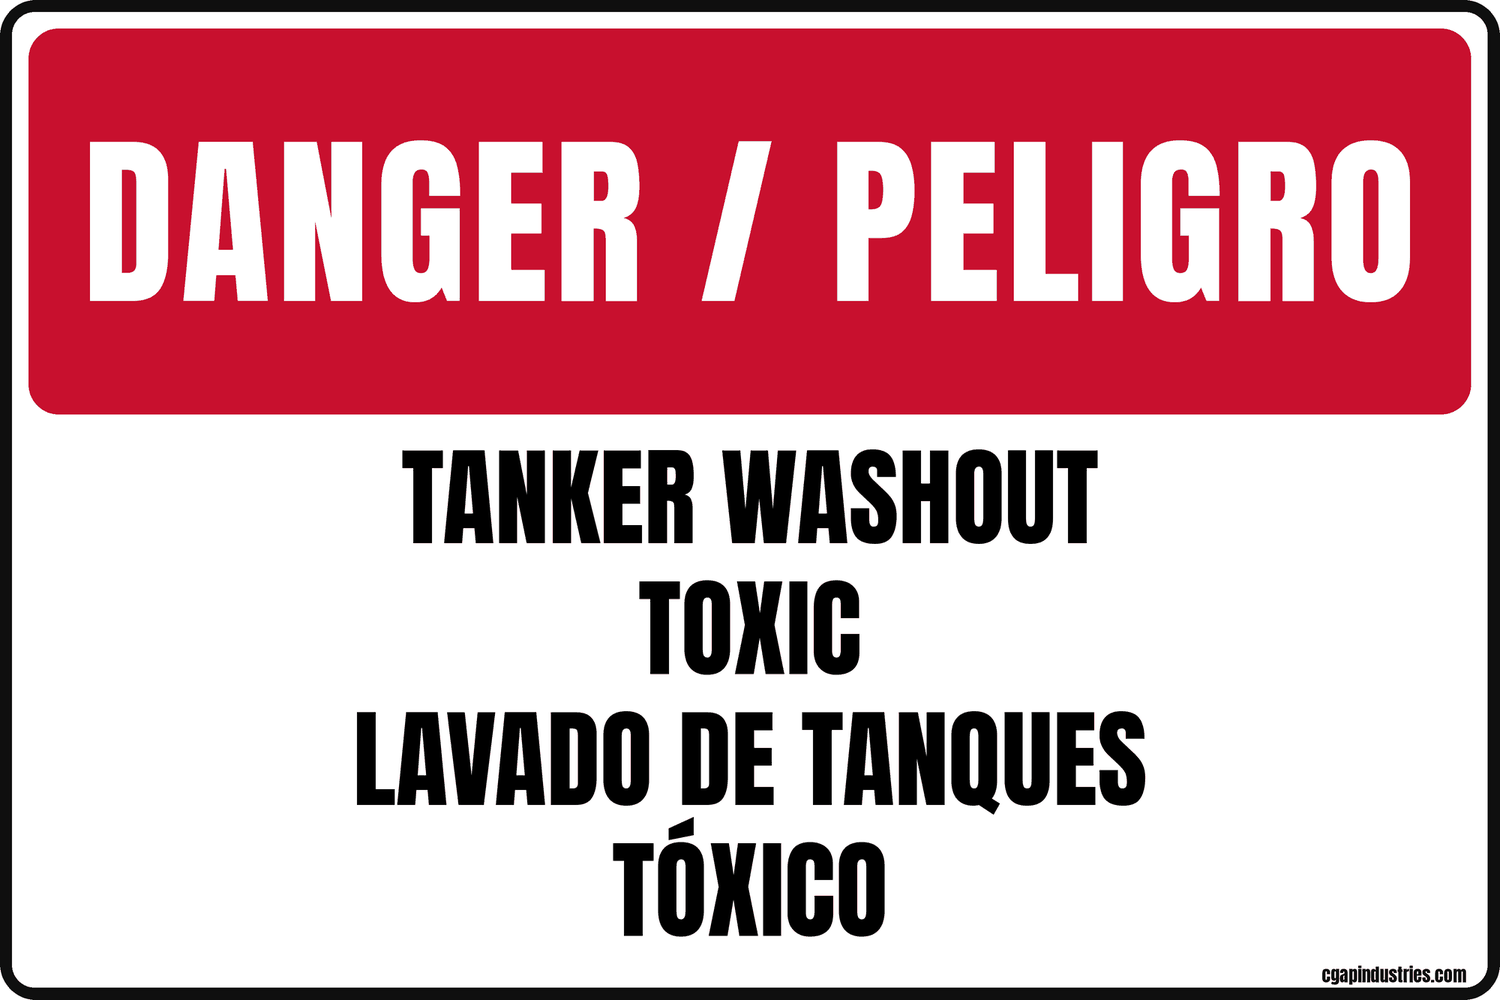 DANGER / PELIGRO
TANKER WASHOUT
TOXIC
LAVADO DE TANQUES
TÓXICO
cgapindustries.com